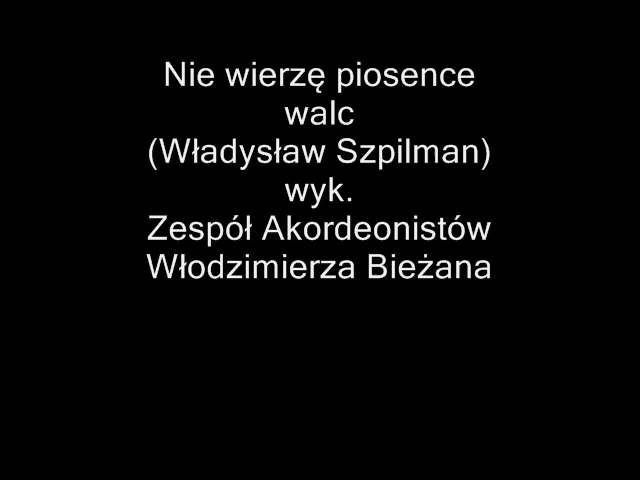 Nie wierzę piosence
walc
(Władysław Szpilman)
wyk.
Zespół Akordeonistów
Włodzimierza Bieżana